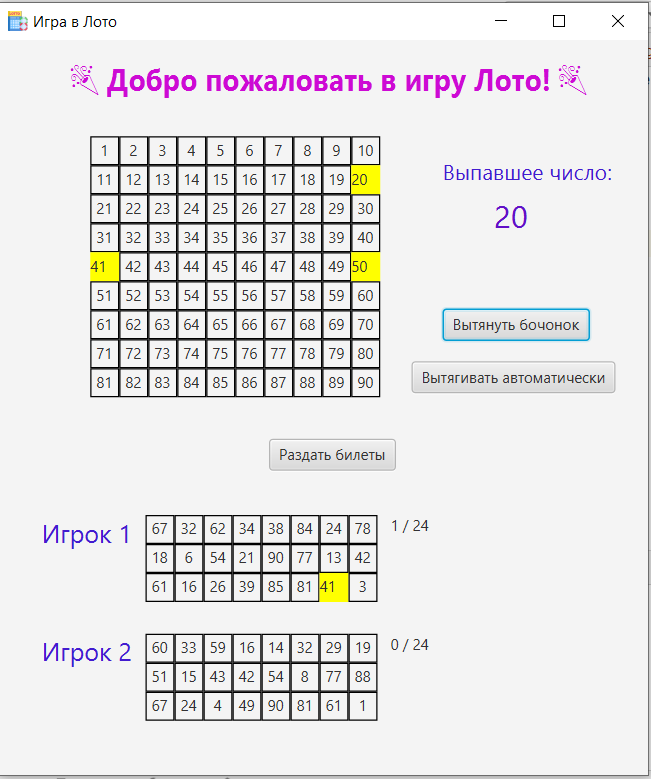 Игра в Лото
Добро пожаловать в игру Лото!
1 2 3 4 5 6 7 8 9 10
11 12 13 14 15 16 17 18 19 20
21 22 23 24 25 26 27 28 29 30
31 32 33 34 35 36 37 38 39 40
41 42 43 44 45 46 47 48 49 50
51 52 53 54 55 56 57 58 59 60
61 62 63 64 65 66 67 68 69 70
71 72 73 74 75 76 77 78 79 80
81 82 83 84 85 86 87 88 89 90
Выпавшее число:
20
Вытянуть бочонок
Вытягивать автоматически
Раздать билеты
Игрок 1
67 32 62 34 38 84 24 78
18 6 54 21 90 77 13 42
61 16 26 39 85 81 41 3
1 / 24
Игрок 2
60 33 59 16 14 32 29 19
51 15 43 42 54 8 77 88
67 24 4 49 90 81 61 1
0 / 24